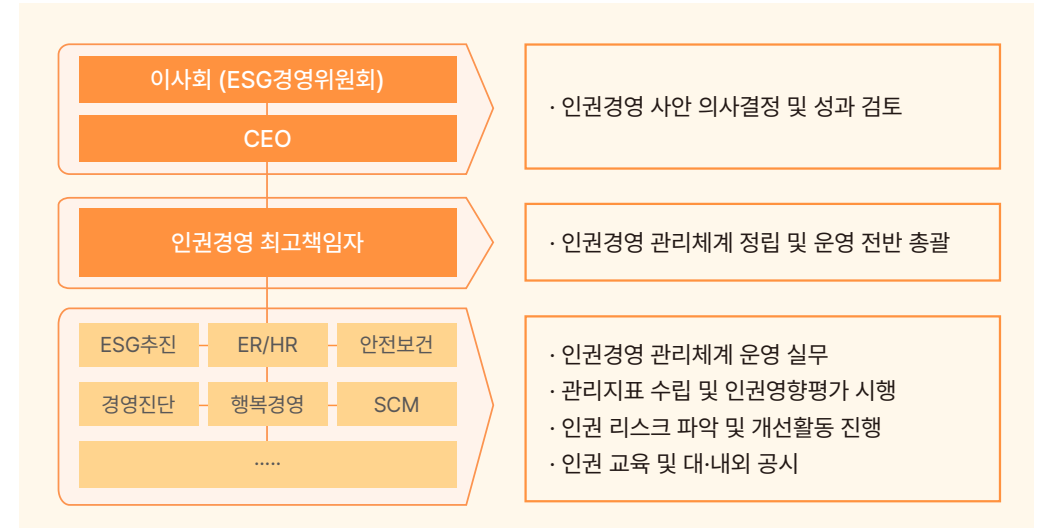 이사회 (ESG경영위원회)
CEO
· 인권경영 사안 의사결정 및 성과 검토
인권경영 최고책임자
· 인권경영 관리체계 정립 및 운영 전반 총괄
ESG추진
ER/HR
안전보건
경영진단
행복경영
SCM
.....
· 인권경영 관리체계 운영 실무
· 관리지표 수립 및 인권영향평가 시행
· 인권 리스크 파악 및 개선활동 진행
· 인권 교육 및 대·내외 공시